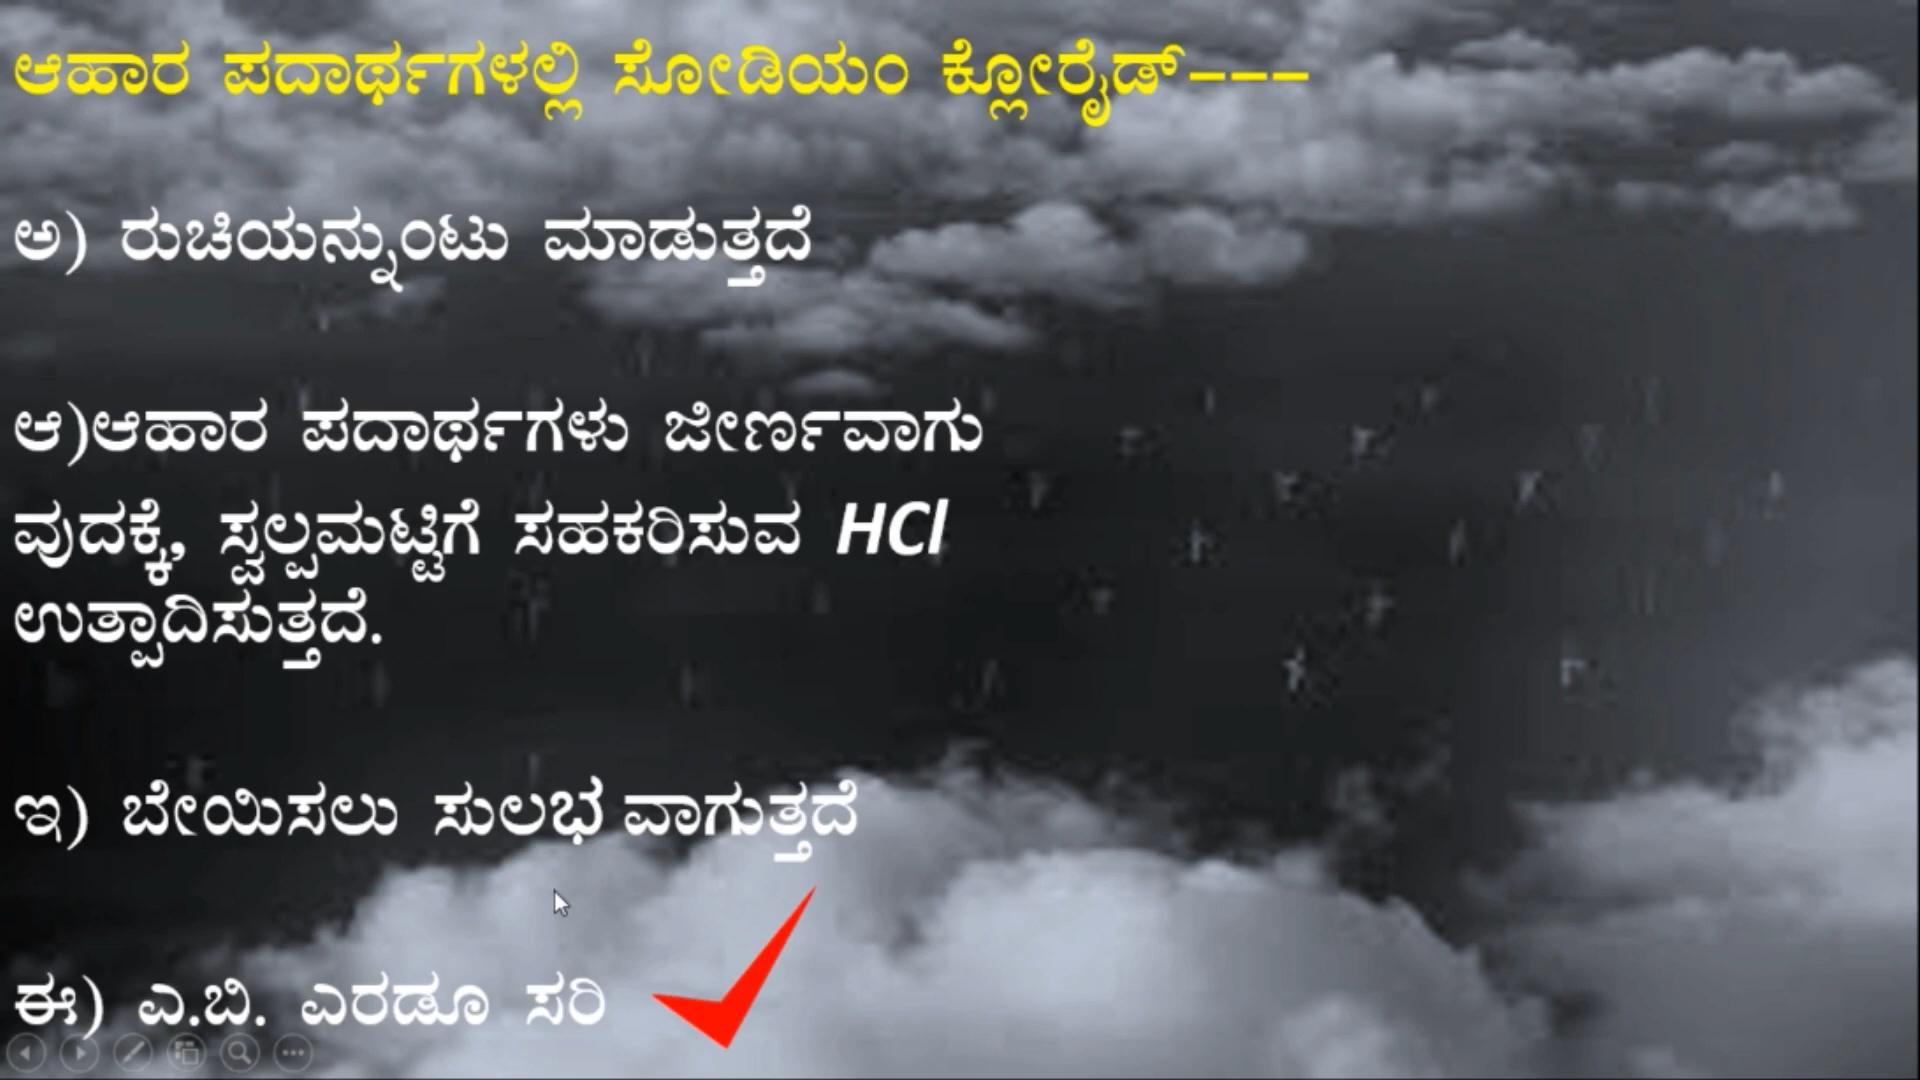 ಆಹಾರ ಪದಾರ್ಥಗಳಲ್ಲಿ ಸೋಡಿಯಂ ಕ್ಲೋರೈಡ್---
ಅ) ರುಚಿಯನ್ನುಂಟು ಮಾಡುತ್ತದೆ
ಆ)ಆಹಾರ ಪದಾರ್ಥಗಳು ಜೀರ್ಣವಾಗು
ವುದಕ್ಕೆ, ಸ್ವಲ್ಪಮಟ್ಟಿಗೆ ಸಹಕರಿಸುವ HCl
ಉತ್ಪಾದಿಸುತ್ತದೆ.
ಇ) ಬೇಯಿಸಲು ಸುಲಭ ವಾಗುತ್ತದೆ
ಈ) ಎ.ಬಿ. ಎರಡೂ ಸರಿ